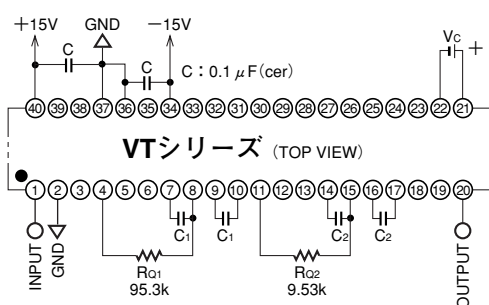 +15V GND −15V
C C C：0.1μF(cer)
VC
+ +
40 39 38 37 36 35 34 33 32 31 30 29 28 27 26 25 24 23 22 21
VTシリーズ (TOP VIEW)
1 2 3 4 5 6 7 8 9 10 11 12 13 14 15 16 17 18 19 20
C1 C1 C2 C2
INPUT
GND
RQ1
95.3k
RQ2
9.53k
OUTPUT